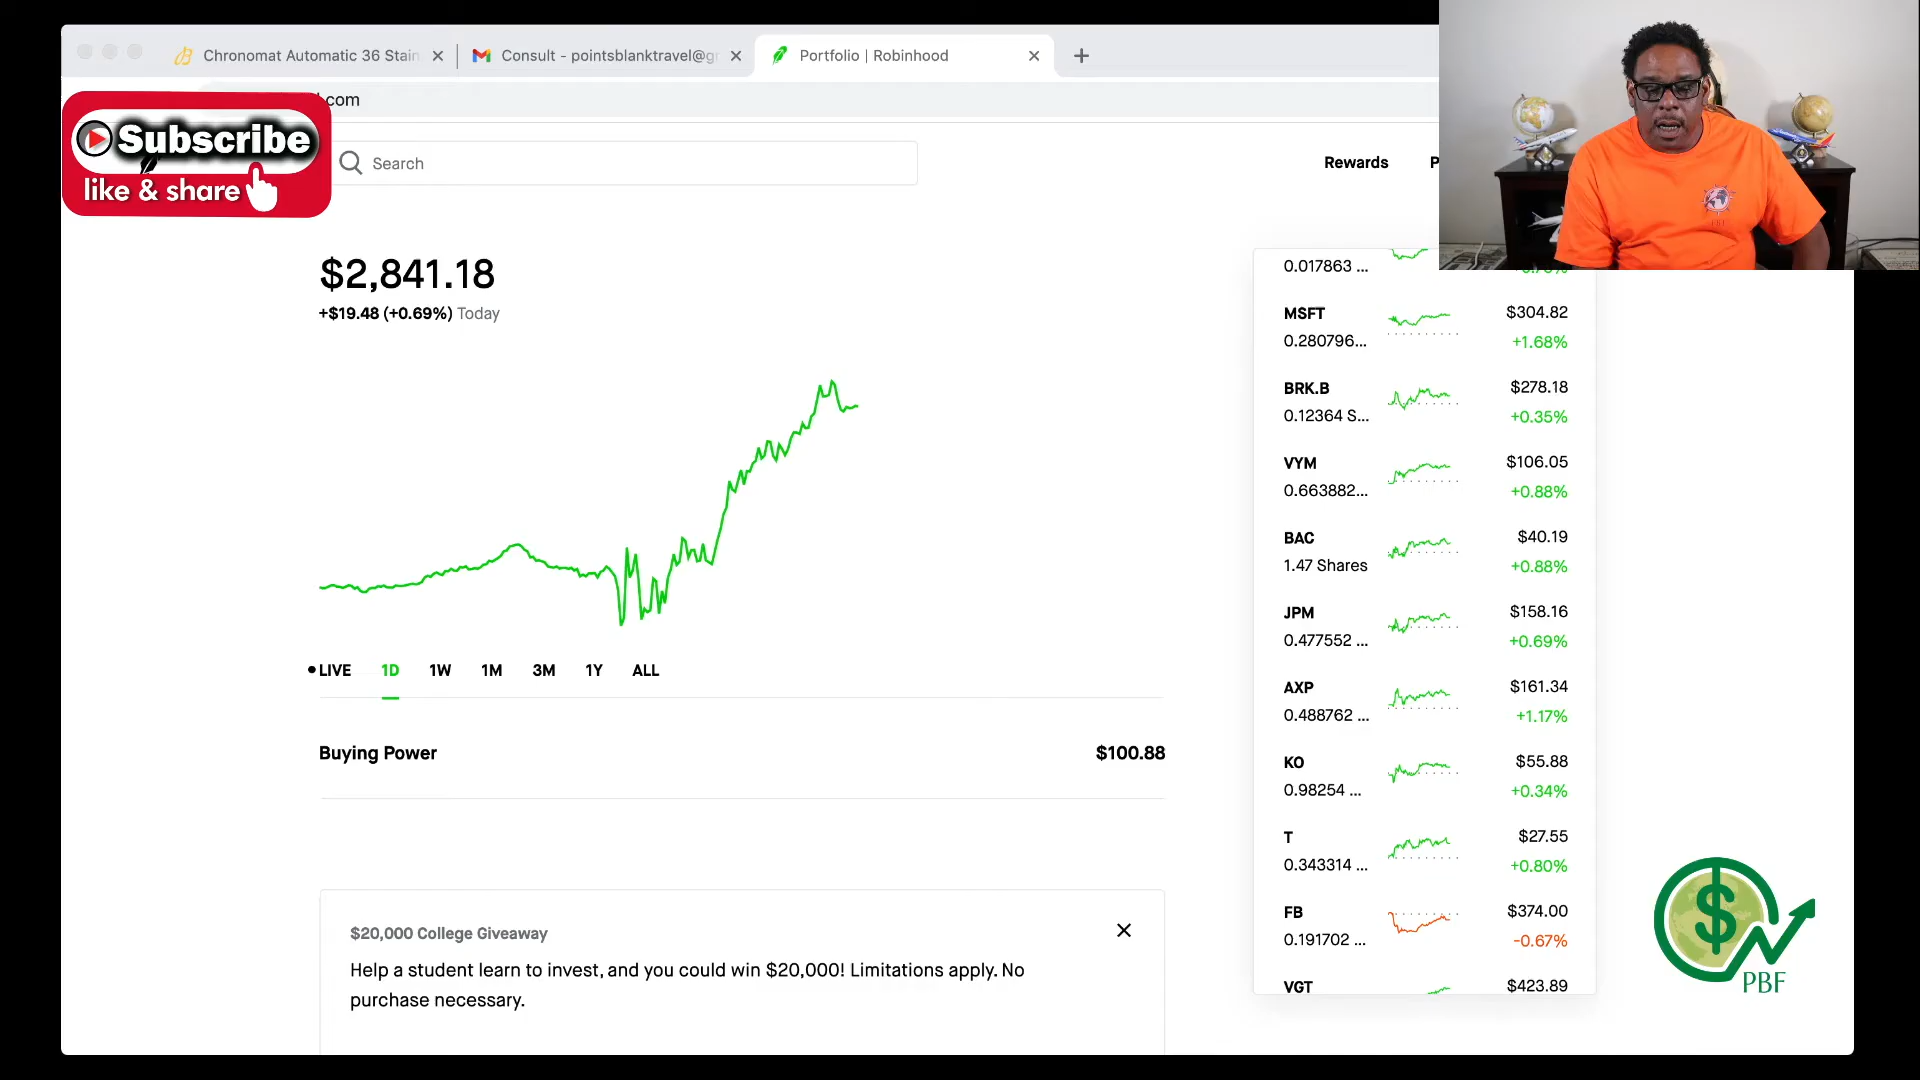 Chronomat Automatic 36 Stain
Consult - pointsblanktravel@gr
Portfolio | Robinhood
.com
Subscribe
like & share
Search
Rewards
P
$2,841.18
+$19.48 (+0.69%) Today
LIVE 1D 1W 1M 3M 1Y ALL
Buying Power $100.88
$20,000 College Giveaway
Help a student learn to invest, and you could win $20,000! Limitations apply. No
purchase necessary.
0.017863 ...
MSFT $304.82
0.280796... +1.68%
BRK.B $278.18
0.12364 S... +0.35%
VYM $106.05
0.663882... +0.88%
BAC $40.19
1.47 Shares +0.88%
JPM $158.16
0.477552 ... +0.69%
AXP $161.34
0.488762 ... +1.17%
KO $55.88
0.98254 ... +0.34%
T $27.55
0.343314 ... +0.80%
FB $374.00
0.191702 ... -0.67%
VGT $423.89
$
PBF